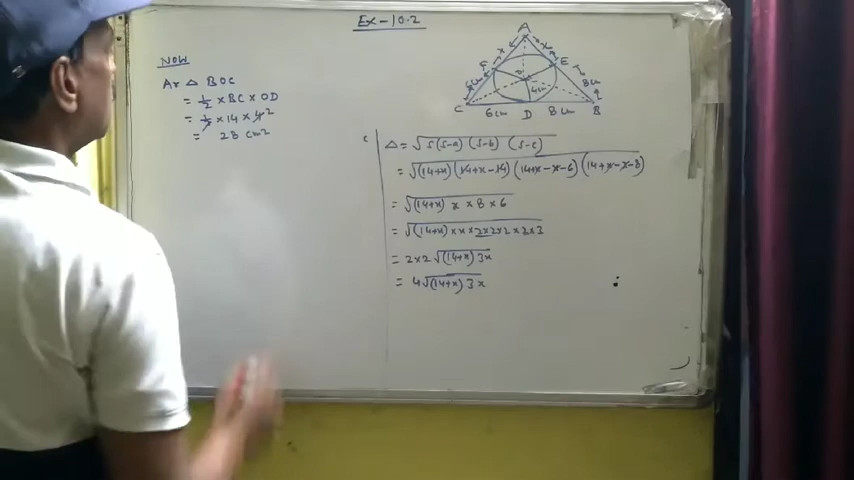 Ex-10.2
NOW
Ar △ BOC
= 1/2 × BC × OD
= 1/2 × 14 × 4 2
= 28 cm²
A
x x
F E
8cm
O
4cm
C 6cm D 8cm B
△ = √s(s-a) (s-b) (s-c)
= √(14+x) (14+x-14) (14+x-x-6) (14+x-x-8)
= √(14+x) x × 8 × 6
= √(14+x) × x × 2×2×2 × 2×3
= 2×2 √(14+x) 3x
= 4√(14+x) 3x